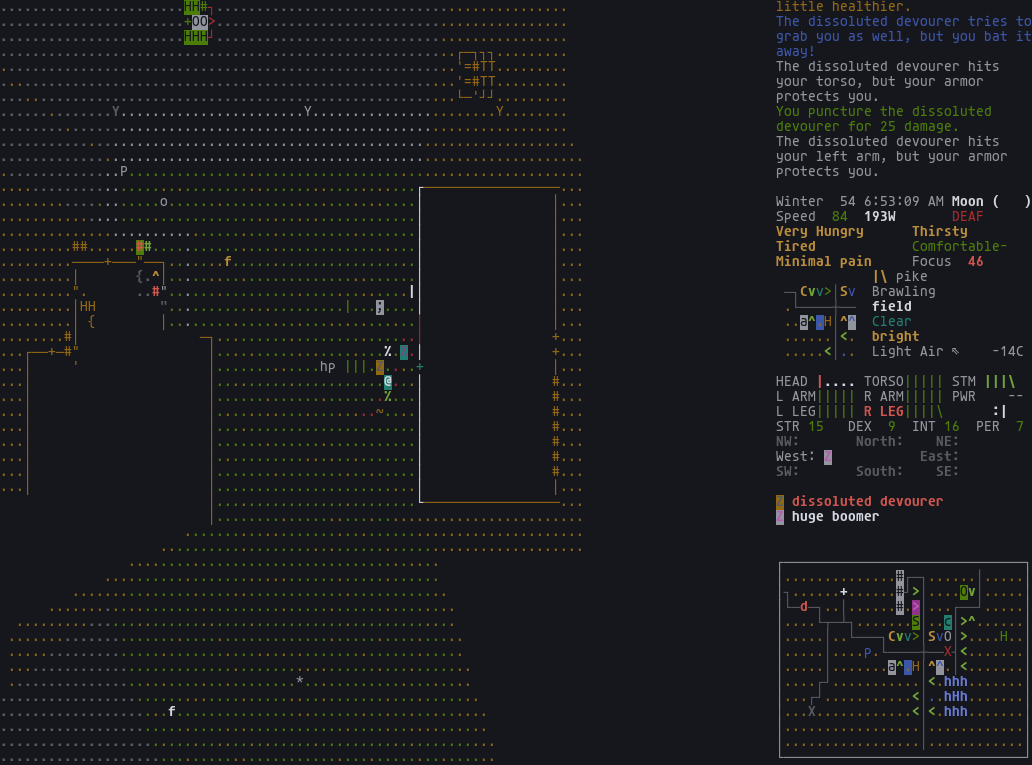 little healthier.
The dissoluted devourer tries to
grab you as well, but you bat it
away!
The dissoluted devourer hits
your torso, but your armor
protects you.
You puncture the dissoluted
devourer for 25 damage.
The dissoluted devourer hits
your left arm, but your armor
protects you.
Winter 54 6:53:09 AM Moon ( )
Speed 84 193W DEAF
Very Hungry Thirsty
Tired Comfortable-
Minimal pain Focus 46
|\ pike
Brawling
field
Clear
bright
Light Air ⇖ -14C
HEAD |.... TORSO||||| STM |||\
L ARM||||| R ARM||||| PWR --
L LEG||||| R LEG||||\ :|
STR 15 DEX 9 INT 16 PER 7
NW: North: NE:
West: Z East:
SW: South: SE:
Z dissoluted devourer
Z huge boomer